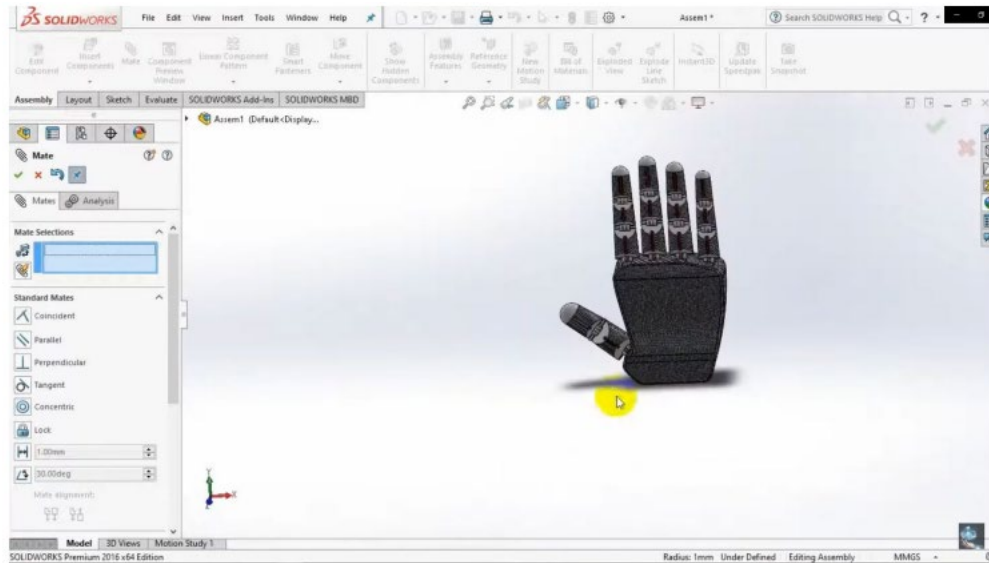 SOLIDWORKS File Edit View Insert Tools Window Help Assem1 * Search SOLIDWORKS Help ?
Edit Component
Insert Components
Mate
Component Preview Window
Linear Component Pattern
Smart Fasteners
Move Component
Show Hidden Components
Assembly Features
Reference Geometry
New Motion Study
Bill of Materials
Exploded View
Explode Line Sketch
Instant3D
Update Speedpak
Take Snapshot
Assembly Layout Sketch Evaluate SOLIDWORKS Add-Ins SOLIDWORKS MBD
Assem1 (Default<Display...
Mate
Mates Analysis
Mate Selections
Standard Mates
Coincident
Parallel
Perpendicular
Tangent
Concentric
Lock
1.00mm
30.00deg
Mate alignment:
Y
X
Model 3D Views Motion Study 1
SOLIDWORKS Premium 2016 x64 Edition Radius: 1mm Under Defined Editing Assembly MMGS